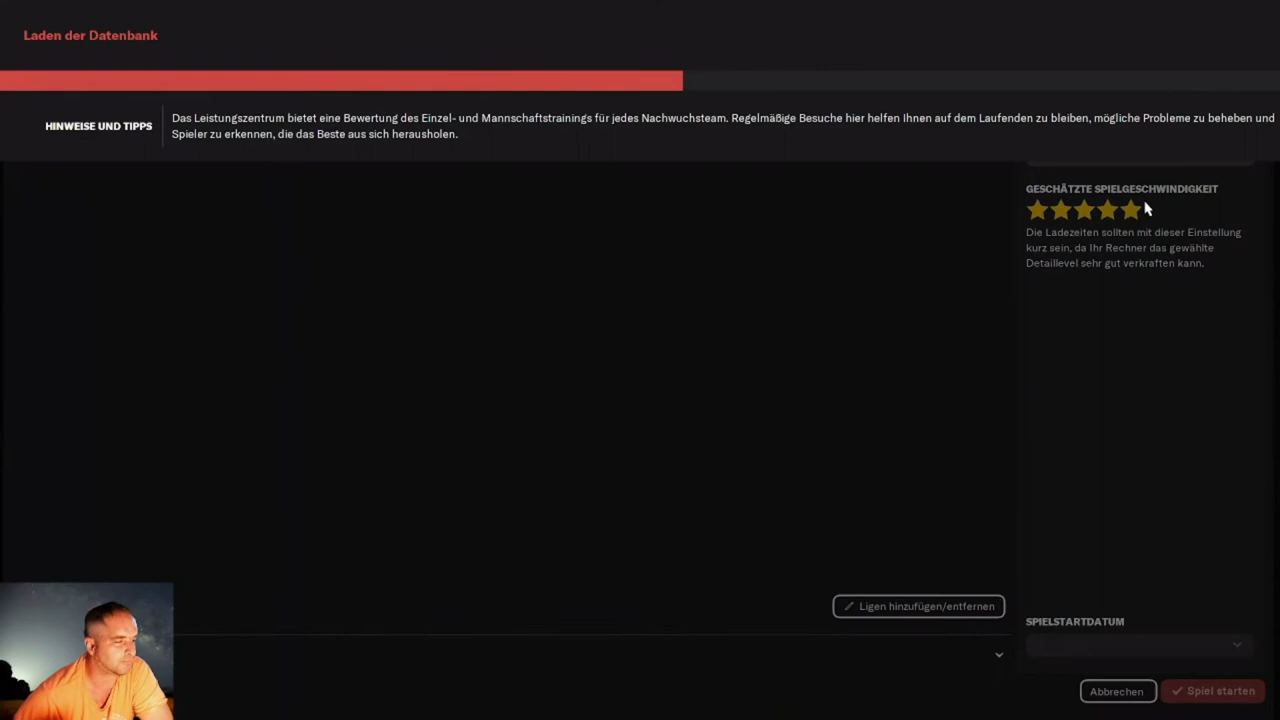 Laden der Datenbank
HINWEISE UND TIPPS
Das Leistungszentrum bietet eine Bewertung des Einzel- und Mannschaftstrainings für jedes Nachwuchsteam. Regelmäßige Besuche hier helfen Ihnen auf dem Laufenden zu bleiben, mögliche Probleme zu beheben und
Spieler zu erkennen, die das Beste aus sich herausholen.
GESCHÄTZTE SPIELGESCHWINDIGKEIT
Die Ladezeiten sollten mit dieser Einstellung
kurz sein, da Ihr Rechner das gewählte
Detaillevel sehr gut verkraften kann.
Ligen hinzufügen/entfernen
SPIELSTARTDATUM
Abbrechen
Spiel starten